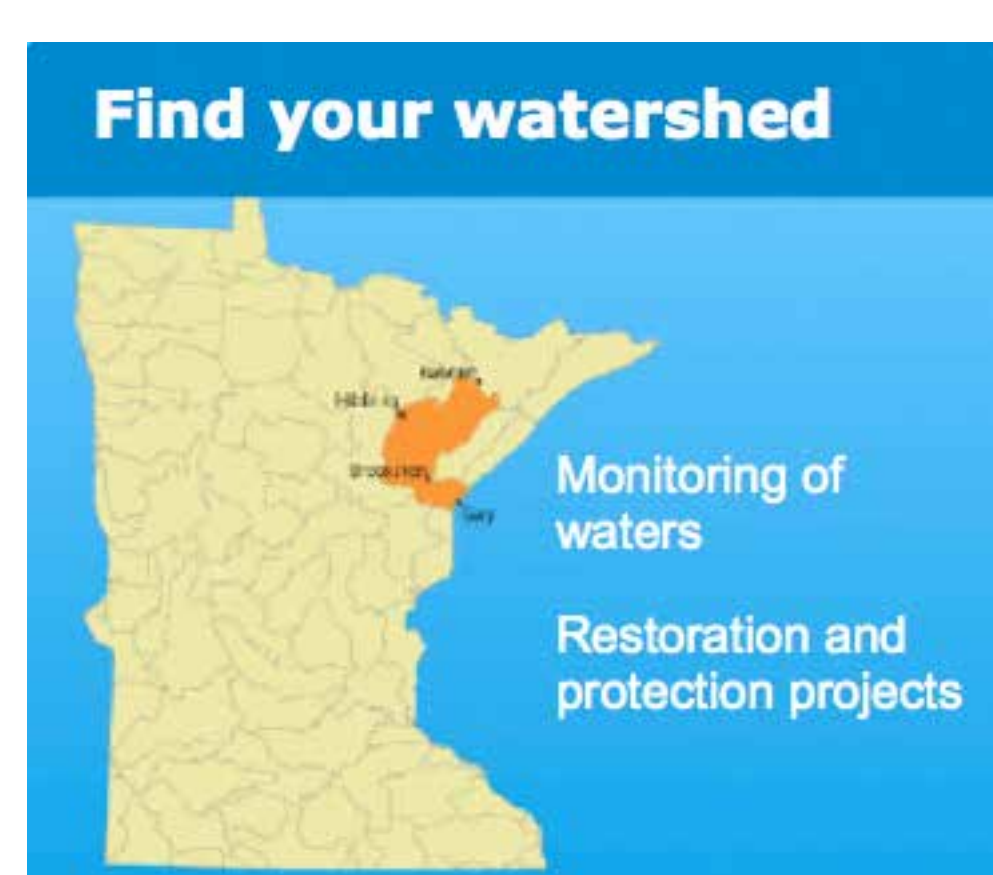 Find your watershed
Monitoring of
waters
Restoration and
protection projects